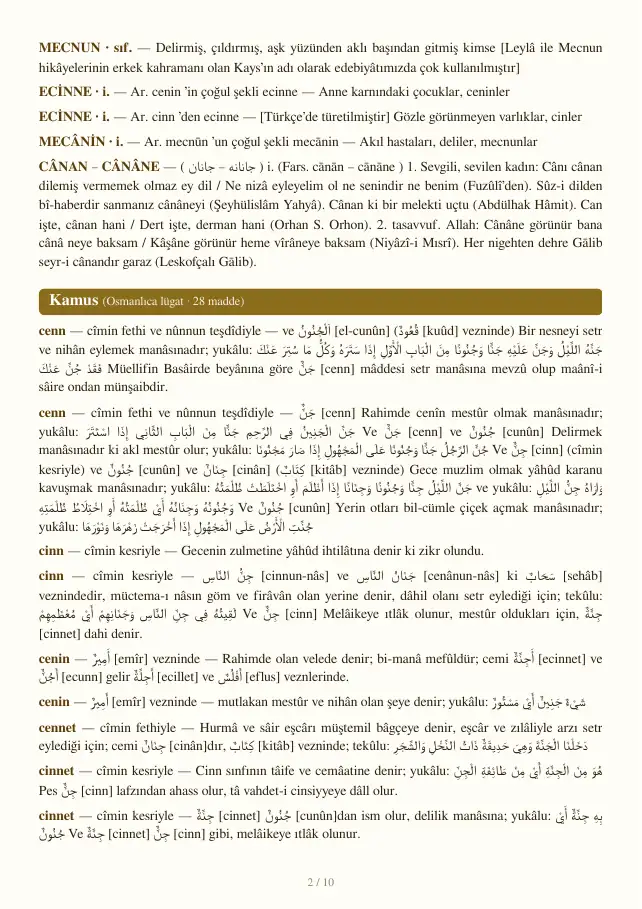 MECNUN · sıf. — Delirmiş, çıldırmış, aşk yüzünden aklı başından gitmiş kimse [Leylâ ile Mecnun
hikâyelerinin erkek kahramanı olan Kays’ın adı olarak edebiyâtımızda çok kullanılmıştır]
ECİNNE · i. — Ar. cenin ’in çoğul şekli ecinne — Anne karnındaki çocuklar, ceninler
ECİNNE · i. — Ar. cinn ’den ecinne — [Türkçe’de türetilmiştir] Gözle görünmeyen varlıklar, cinler
MECÂNİN · i. — Ar. mecnūn ’un çoğul şekli mecānіn — Akıl hastaları, deliler, mecnunlar
CÂNAN – CÂNÂNE — ( جانانه – جانان ) i. (Fars. cānān – cānāne ) 1. Sevgili, sevilen kadın: Cânı cânan
dilemiş vermemek olmaz ey dil / Ne nizâ eyleyelim ol ne senindir ne benim (Fuzûlî’den). Sûz-i dilden
bî-haberdir sanmanız cânâneyi (Şeyhülislâm Yahyâ). Cânan ki bir melekti uçtu (Abdülhak Hâmit). Can
işte, cânan hani / Dert işte, derman hani (Orhan S. Orhon). 2. tasavvuf. Allah: Cânâne görünür bana
cânâ neye baksam / Kâşâne görünür heme vîrâneye baksam (Niyâzî-i Mısrî). Her nigehten dehre Gālib
seyr-i cânandır garaz (Leskofçalı Gālib).
Kamus (Osmanlıca lügat · 28 madde)
cenn — cîmin fethi ve nûnnun teşdîdiyle — ve اَلْجُنُونُ [el-cunûn] (قُعُودٌ [kuûd] vezninde) Bir nesneyi setr
ve nihân eylemek manâsınadır; yukâlu: جَنَّهُ اللَّيْلُ وَجَنَّ عَلَيْهِ جَنًّا وَجُنُونًا مِنَ الْبَابِ الْأَوَّلِ إِذَا سَتَرَهُ وَكُلُّ مَا سُتِرَ عَنْكَ
فَقَدْ جُنَّ عَنْكَ Müellifin Basâirde beyânına göre جَنٌّ [cenn] mâddesi setr manâsına mevzû olup maânî-i
sâire ondan münşaibdir.
cenn — cîmin fethi ve nûnnun teşdîdiyle — جَنٌّ [cenn] Rahimde cenîn mestûr olmak manâsınadır;
yukâlu: جَنَّ الْجَنِينُ فِي الرَّحِمِ جَنًّا مِنَ الْبَابِ الثَّانِي إِذَا اسْتَتَرَ Ve جَنٌّ [cenn] ve جُنُونٌ [cunûn] Delirmek
manâsınadır ki akl mestûr olur; yukâlu: جُنَّ الرَّجُلُ جَنًّا وَجُنُونًا عَلَى الْمَجْهُولِ إِذَا صَارَ مَجْنُونًا Ve جِنٌّ [cinn] (cîmin
kesriyle) ve جُنُونٌ [cunûn] ve جِنَانٌ [cinân] (كِتَابٌ [kitâb] vezninde) Gece muzlim olmak yâhûd karanu
kavuşmak manâsınadır; yukâlu: جَنَّ اللَّيْلُ جِنًّا وَجُنُونًا وَجِنَانًا إِذَا أَظْلَمَ أَوِ اخْتَلَطَتْ ظُلْمَتُهُ ve yukâlu: وَارَاهُ جِنُّ اللَّيْلِ
وَجُنُونُهُ وَجِنَانُهُ أَيْ ظُلْمَتُهُ أَوِ اخْتِلَاطُ ظُلْمَتِهِ Ve جُنُونٌ [cunûn] Yerin otları bil-cümle çiçek açmak manâsınadır;
yukâlu: جُنَّتِ الْأَرْضُ عَلَى الْمَجْهُولِ إِذَا أَخْرَجَتْ زَهْرَهَا وَنَوْرَهَا
cinn — cîmin kesriyle — Gecenin zulmetine yâhûd ihtilâtına denir ki zikr olundu.
cinn — cîmin kesriyle — جِنُّ النَّاسِ [cinnun-nâs] ve جَنَانُ النَّاسِ [cenânun-nâs] ki سَحَابٌ [sehâb]
veznindedir, müctema-ı nâsın göm ve firâvân olan yerine denir, dâhil olanı setr eylediği için; tekûlu:
لَقِيتُهُ فِي جِنِّ النَّاسِ وَجَنَانِهِمْ أَيْ مُعْظَمِهِمْ Ve جِنٌّ [cinn] Melâikeye ıtlâk olunur, mestûr oldukları için, جِنَّةٌ
[cinnet] dahi denir.
cenin — أَمِيرٌ [emîr] vezninde — Rahimde olan velede denir; bi-manâ mefûldür; cemi أَجِنَّةٌ [ecinnet] ve
أَجْنُنٌ [ecunn] gelir أَجِلَّةٌ [ecillet] ve أَفْلُسٌ [eflus] veznlerinde.
cenin — أَمِيرٌ [emîr] vezninde — mutlakan mestûr ve nihân olan şeye denir; yukâlu: شَيْءٌ جَنِينٌ أَيْ مَسْتُورٌ
cennet — cîmin fethiyle — Hurmâ ve sâir eşcârı müştemil bâgçeye denir, eşcâr ve zılâliyle arzı setr
eylediği için; cemi جِنَانٌ [cinân]dır, كِتَابٌ [kitâb] vezninde; tekûlu: دَخَلْنَا الْجَنَّةَ وَهِيَ حَدِيقَةٌ ذَاتُ النَّخْلِ وَالشَّجَرِ
cinnet — cîmin kesriyle — Cinn sınfının tâife ve cemâatine denir; yukâlu: هُوَ مِنَ الْجِنَّةِ أَيْ مِنْ طَائِفَةِ الْجِنِّ
Pes جِنٌّ [cinn] lafzından ahass olur, tâ vahdet-i cinsiyyeye dâll olur.
cinnet — cîmin kesriyle — جِنَّةٌ [cinnet] جُنُونٌ [cunûn]dan ism olur, delilik manâsına; yukâlu: بِهِ جِنَّةٌ أَيْ
جُنُونٌ Ve جِنَّةٌ [cinnet] جِنٌّ [cinn] gibi, melâikeye ıtlâk olunur.
2 / 10